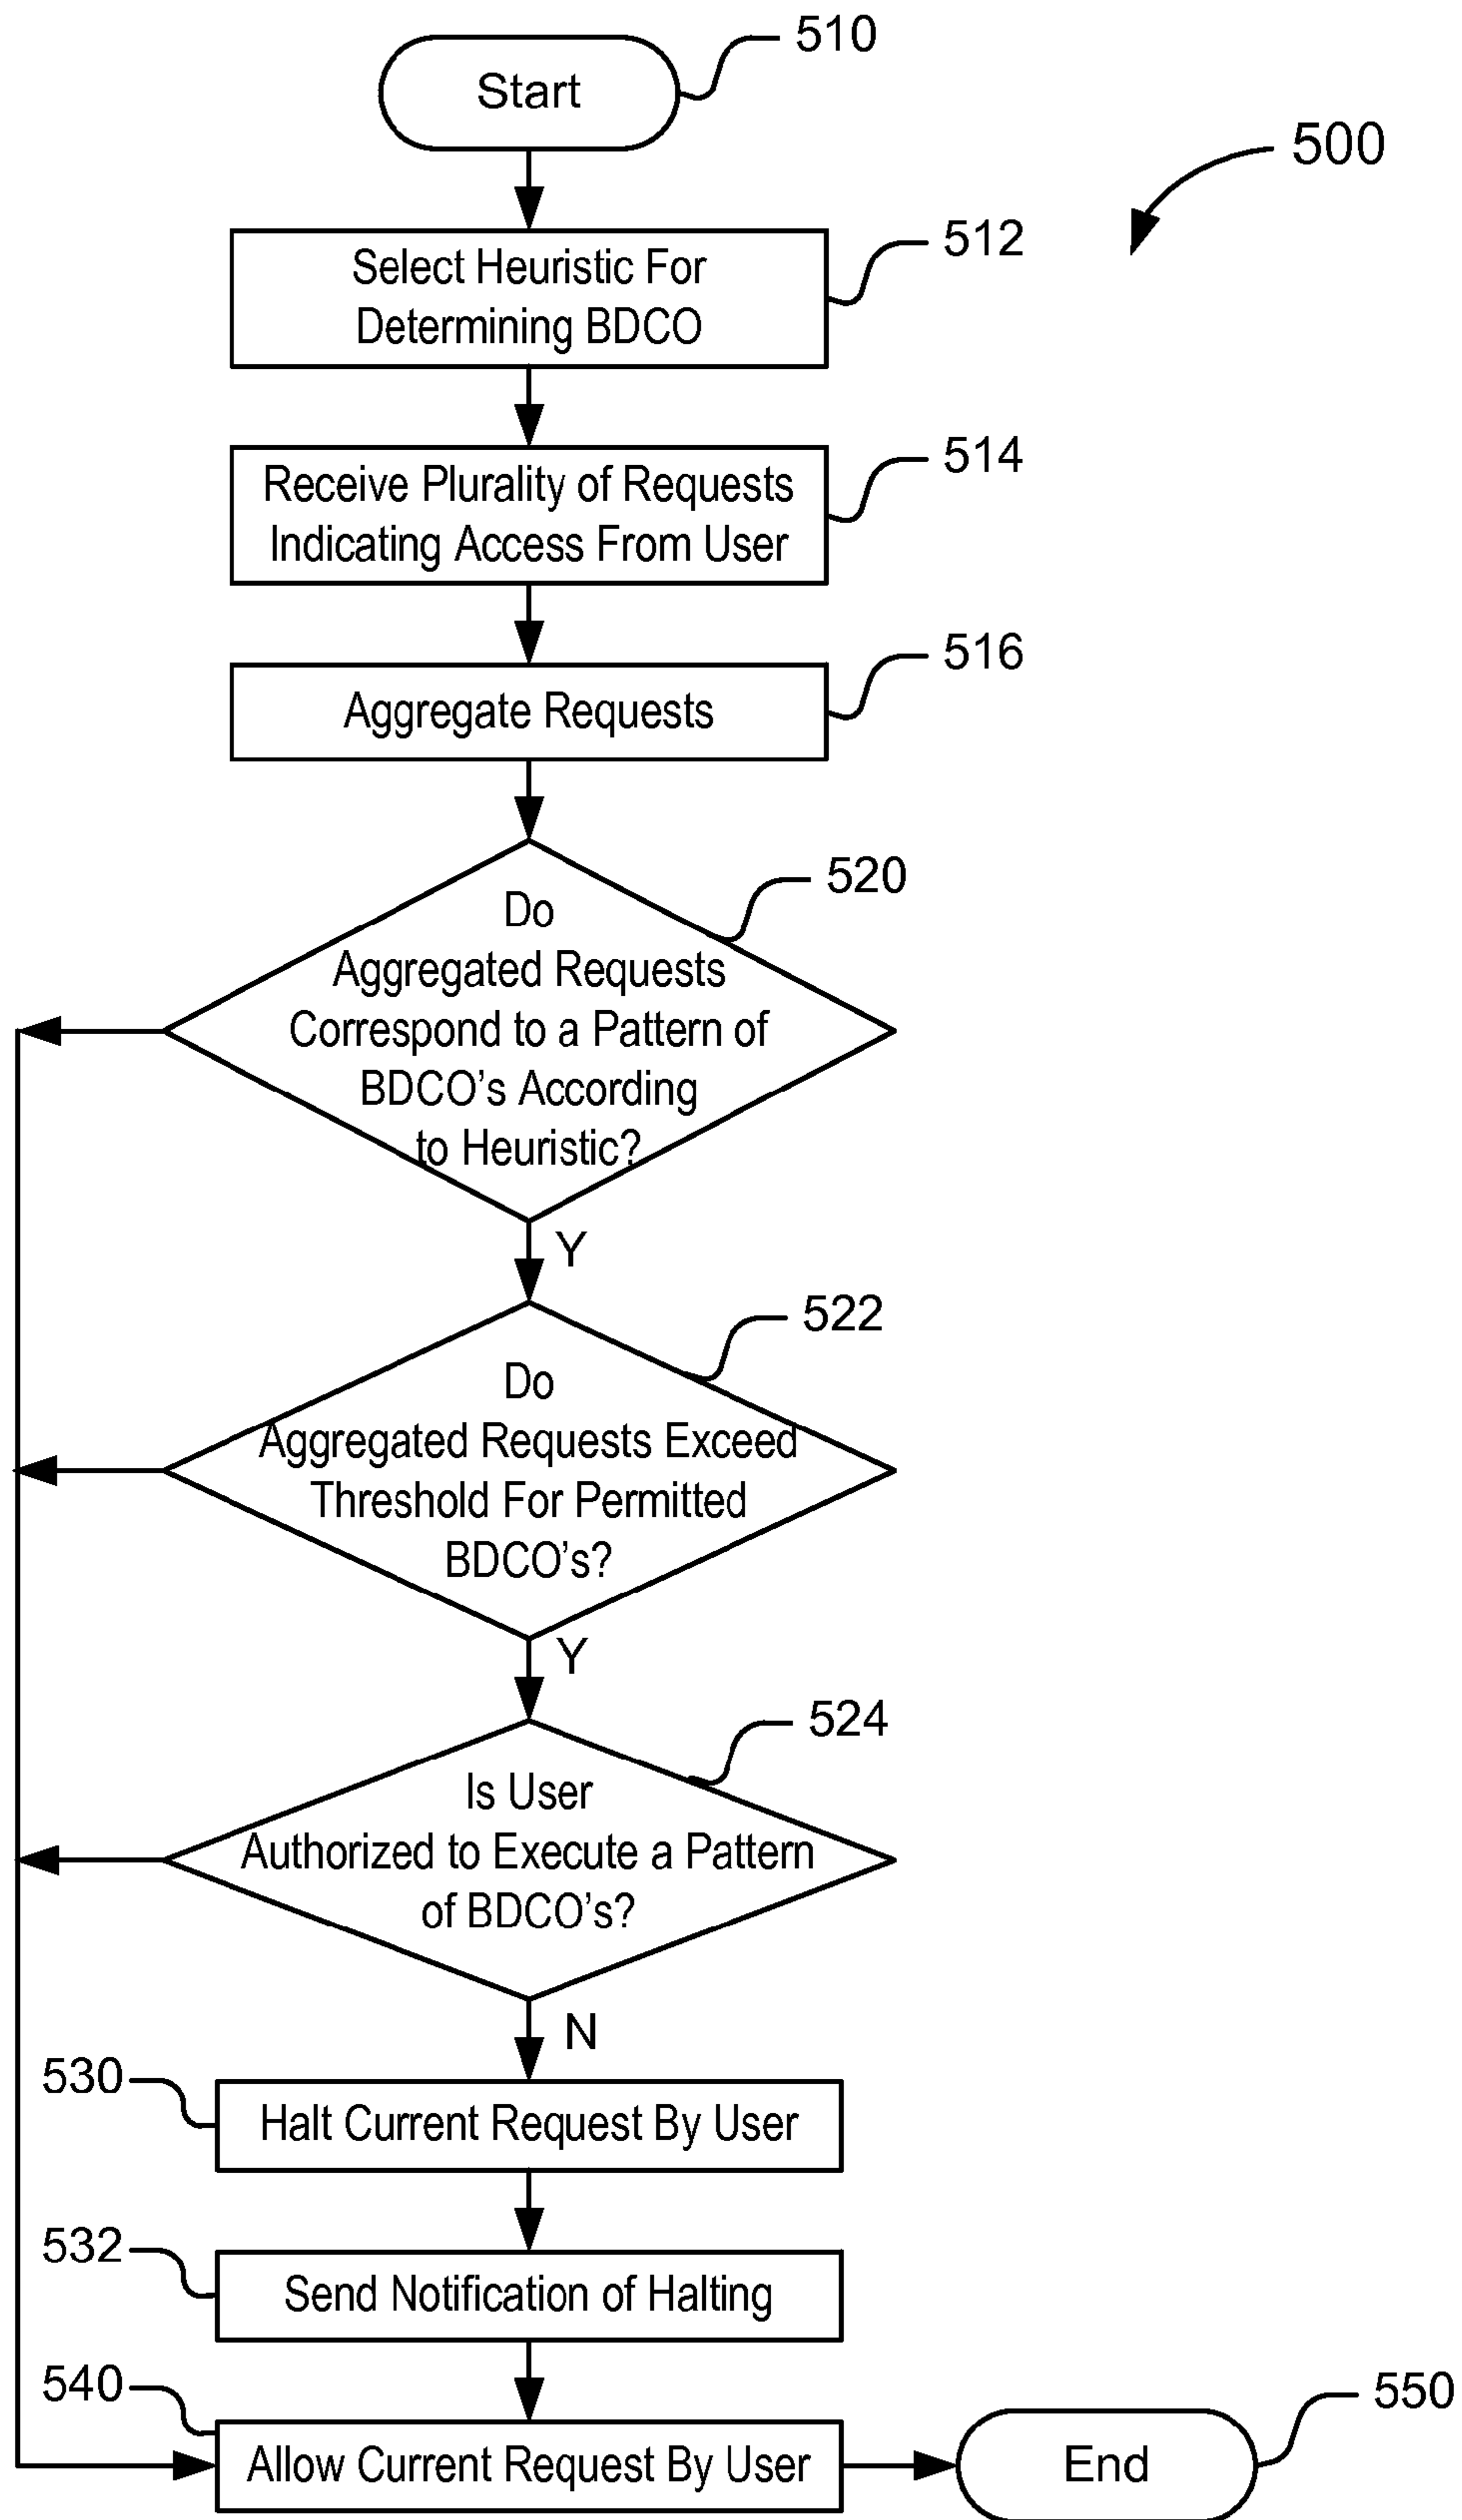 510
Start
500
512
Select Heuristic For
Determining BDCO
514
Receive Plurality of Requests
Indicating Access From User
516
Aggregate Requests
520
Do
Aggregated Requests
Correspond to a Pattern of
BDCO's According
to Heuristic?
Y
522
Do
Aggregated Requests Exceed
Threshold For Permitted
BDCO's?
Y
524
Is User
Authorized to Execute a Pattern
of BDCO's?
N
530
Halt Current Request By User
532
Send Notification of Halting
540
Allow Current Request By User
550
End